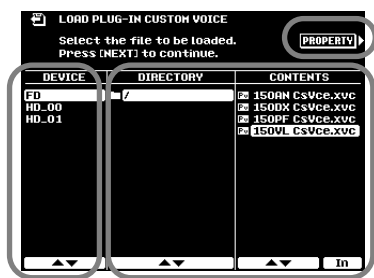 LOAD PLUG-IN CUSTOM VOICE
Select the file to be loaded.
Press [NEXT] to continue.
PROPERTY
DEVICE DIRECTORY CONTENTS
FD / 150AN CsVce.xvc
HD_00 150DX CsVce.xvc
HD_01 150PF CsVce.xvc
150VL CsVce.xvc
In